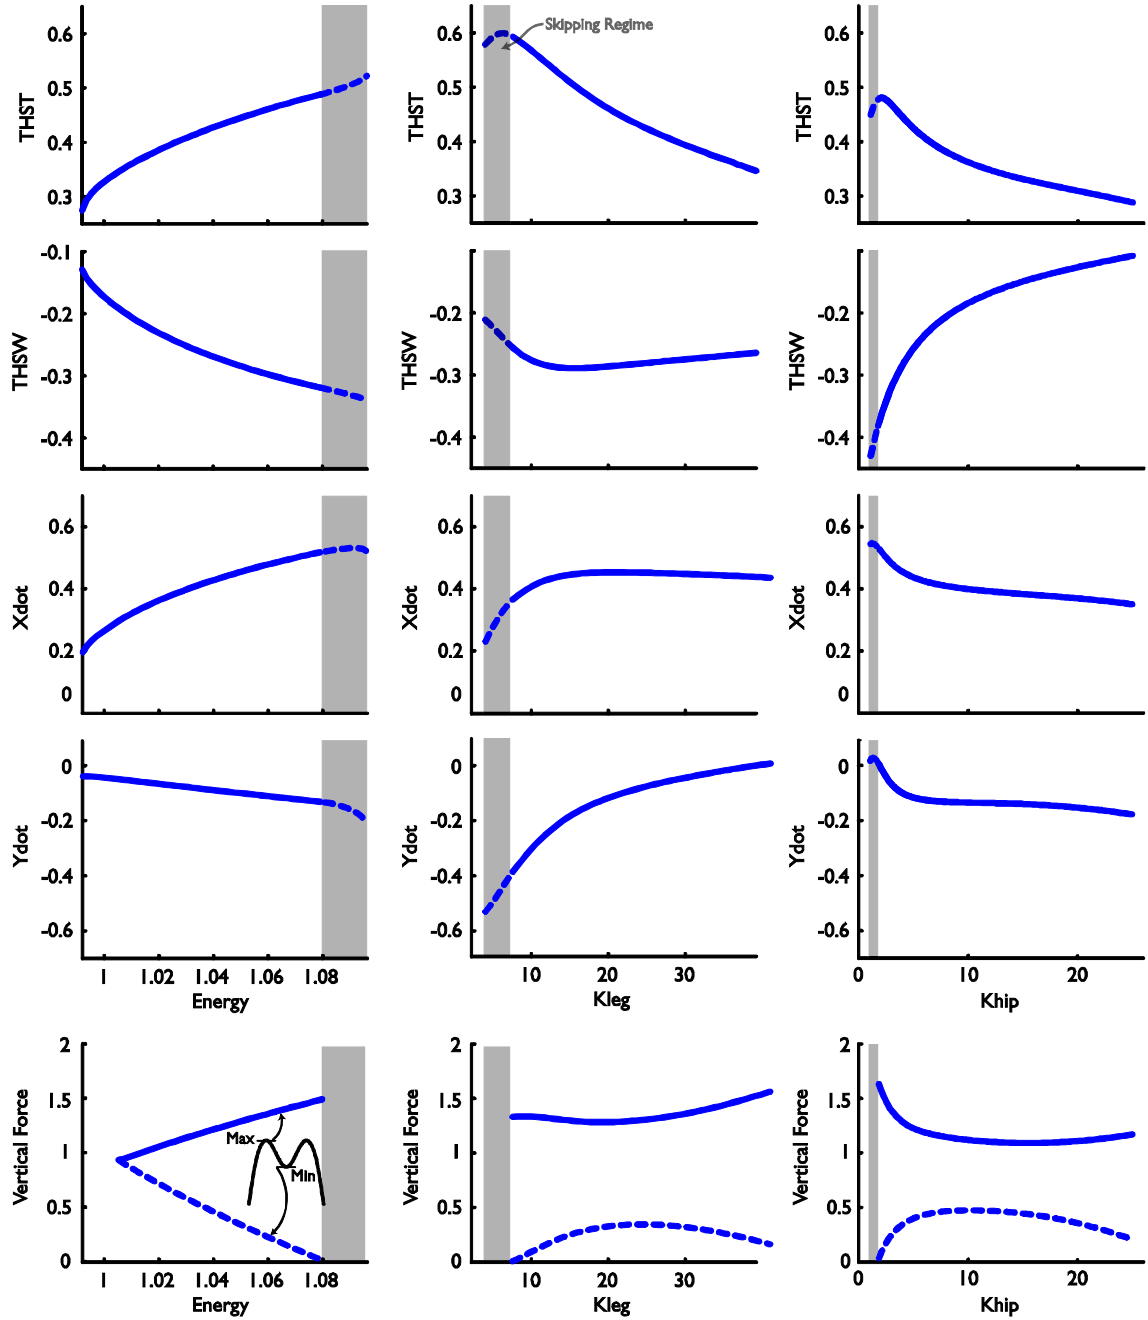 0.6
0.5
0.4
0.3
THST
0.6
0.5
0.4
0.3
THST
Skipping Regime
0.6
0.5
0.4
0.3
THST
-0.1
-0.2
-0.3
-0.4
THSW
-0.2
-0.3
-0.4
THSW
-0.2
-0.3
-0.4
THSW
0.6
0.4
0.2
0
Xdot
0.6
0.4
0.2
0
Xdot
0.6
0.4
0.2
0
Xdot
0
-0.2
-0.4
-0.6
Ydot
1 1.02 1.04 1.06 1.08
Energy
0
-0.2
-0.4
-0.6
Ydot
10 20 30
Kleg
0
-0.2
-0.4
-0.6
Ydot
0 10 20
Khip
2
1.5
1
0.5
0
Vertical Force
Max
Min
1 1.02 1.04 1.06 1.08
Energy
2
1.5
1
0.5
0
Vertical Force
10 20 30
Kleg
2
1.5
1
0.5
0
Vertical Force
0 10 20
Khip